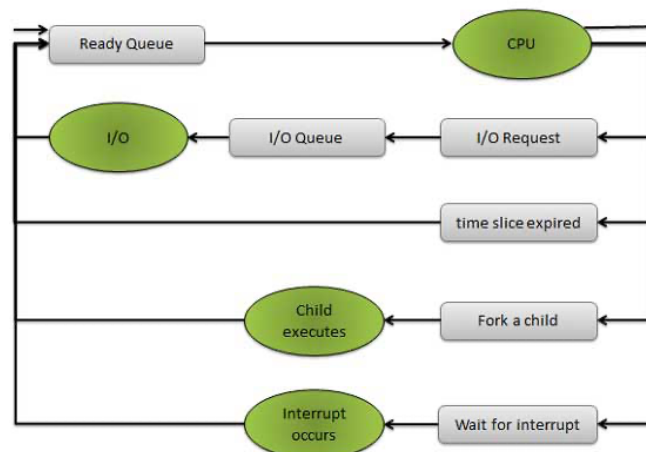 Ready Queue
CPU
I/O
I/O Queue
I/O Request
time slice expired
Child
executes
Fork a child
Interrupt
occurs
Wait for interrupt